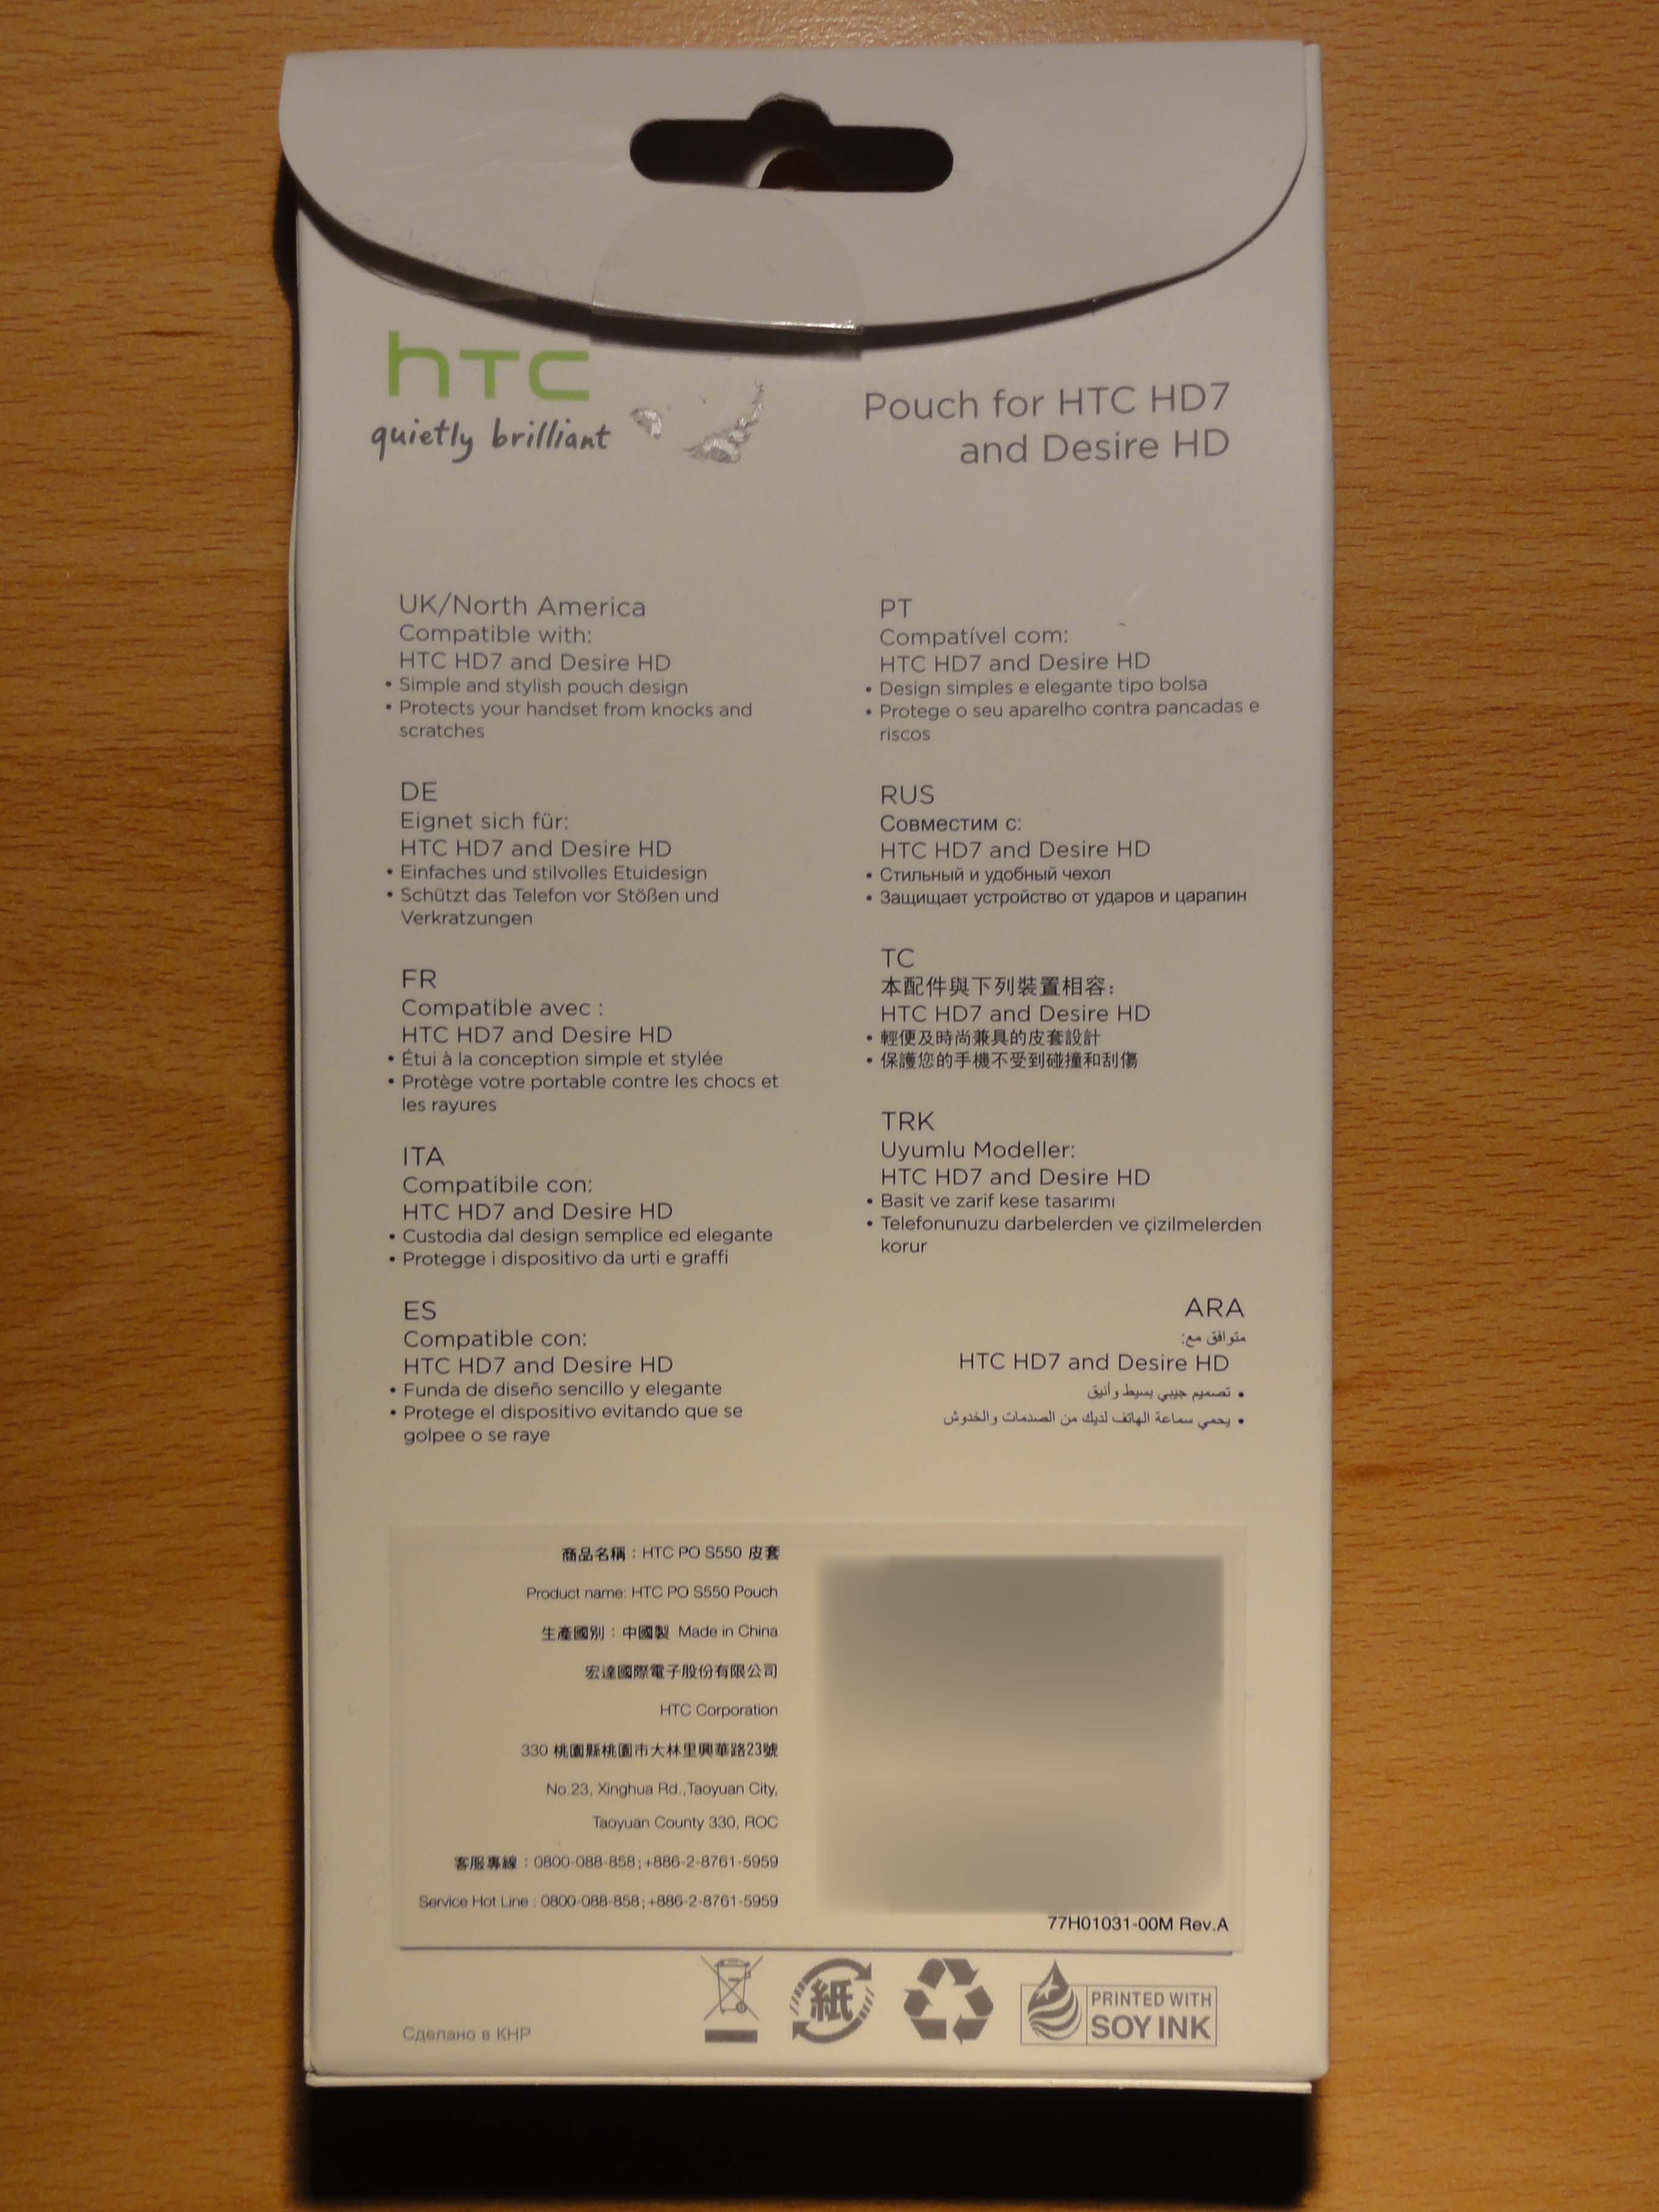 hTC
quietly brilliant
Pouch for HTC HD7
and Desire HD
UK/North America
Compatible with:
HTC HD7 and Desire HD
• Simple and stylish pouch design
• Protects your handset from knocks and
scratches
DE
Eignet sich für:
HTC HD7 and Desire HD
• Einfaches und stilvolles Etuidesign
• Schützt das Telefon vor Stößen und
Verkratzungen
FR
Compatible avec :
HTC HD7 and Desire HD
• Étui à la conception simple et stylée
• Protège votre portable contre les chocs et
les rayures
ITA
Compatibile con:
HTC HD7 and Desire HD
• Custodia dal design semplice ed elegante
• Protegge i dispositivo da urti e graffi
ES
Compatible con:
HTC HD7 and Desire HD
• Funda de diseño sencillo y elegante
• Protege el dispositivo evitando que se
golpee o se raye
PT
Compatível com:
HTC HD7 and Desire HD
• Design simples e elegante tipo bolsa
• Protege o seu aparelho contra pancadas e
riscos
RUS
Совместим с:
HTC HD7 and Desire HD
• Стильный и удобный чехол
• Защищает устройство от ударов и царапин
TC
本配件與下列裝置相容：
HTC HD7 and Desire HD
• 輕便及時尚兼具的皮套設計
• 保護您的手機不受到碰撞和刮傷
TRK
Uyumlu Modeller:
HTC HD7 and Desire HD
• Basit ve zarif kese tasarımı
• Telefonunuzu darbelerden ve çizilmelerden
korur
ARA
متوافق مع:
HTC HD7 and Desire HD
• تصميم جيبي بسيط وأنيق
• يحمي سماعة الهاتف لديك من الصدمات والخدوش
商品名稱：HTC PO S550 皮套
Product name: HTC PO S550 Pouch
生產國別：中國製 Made in China
宏達國際電子股份有限公司
HTC Corporation
330 桃園縣桃園市大林里興華路23號
No.23, Xinghua Rd.,Taoyuan City,
Taoyuan County 330, ROC
客服專線：0800-088-858; +886-2-8761-5959
Service Hot Line : 0800-088-858; +886-2-8761-5959
77H01031-00M Rev.A
Сделано в КНР
紙
PRINTED WITH
SOY INK